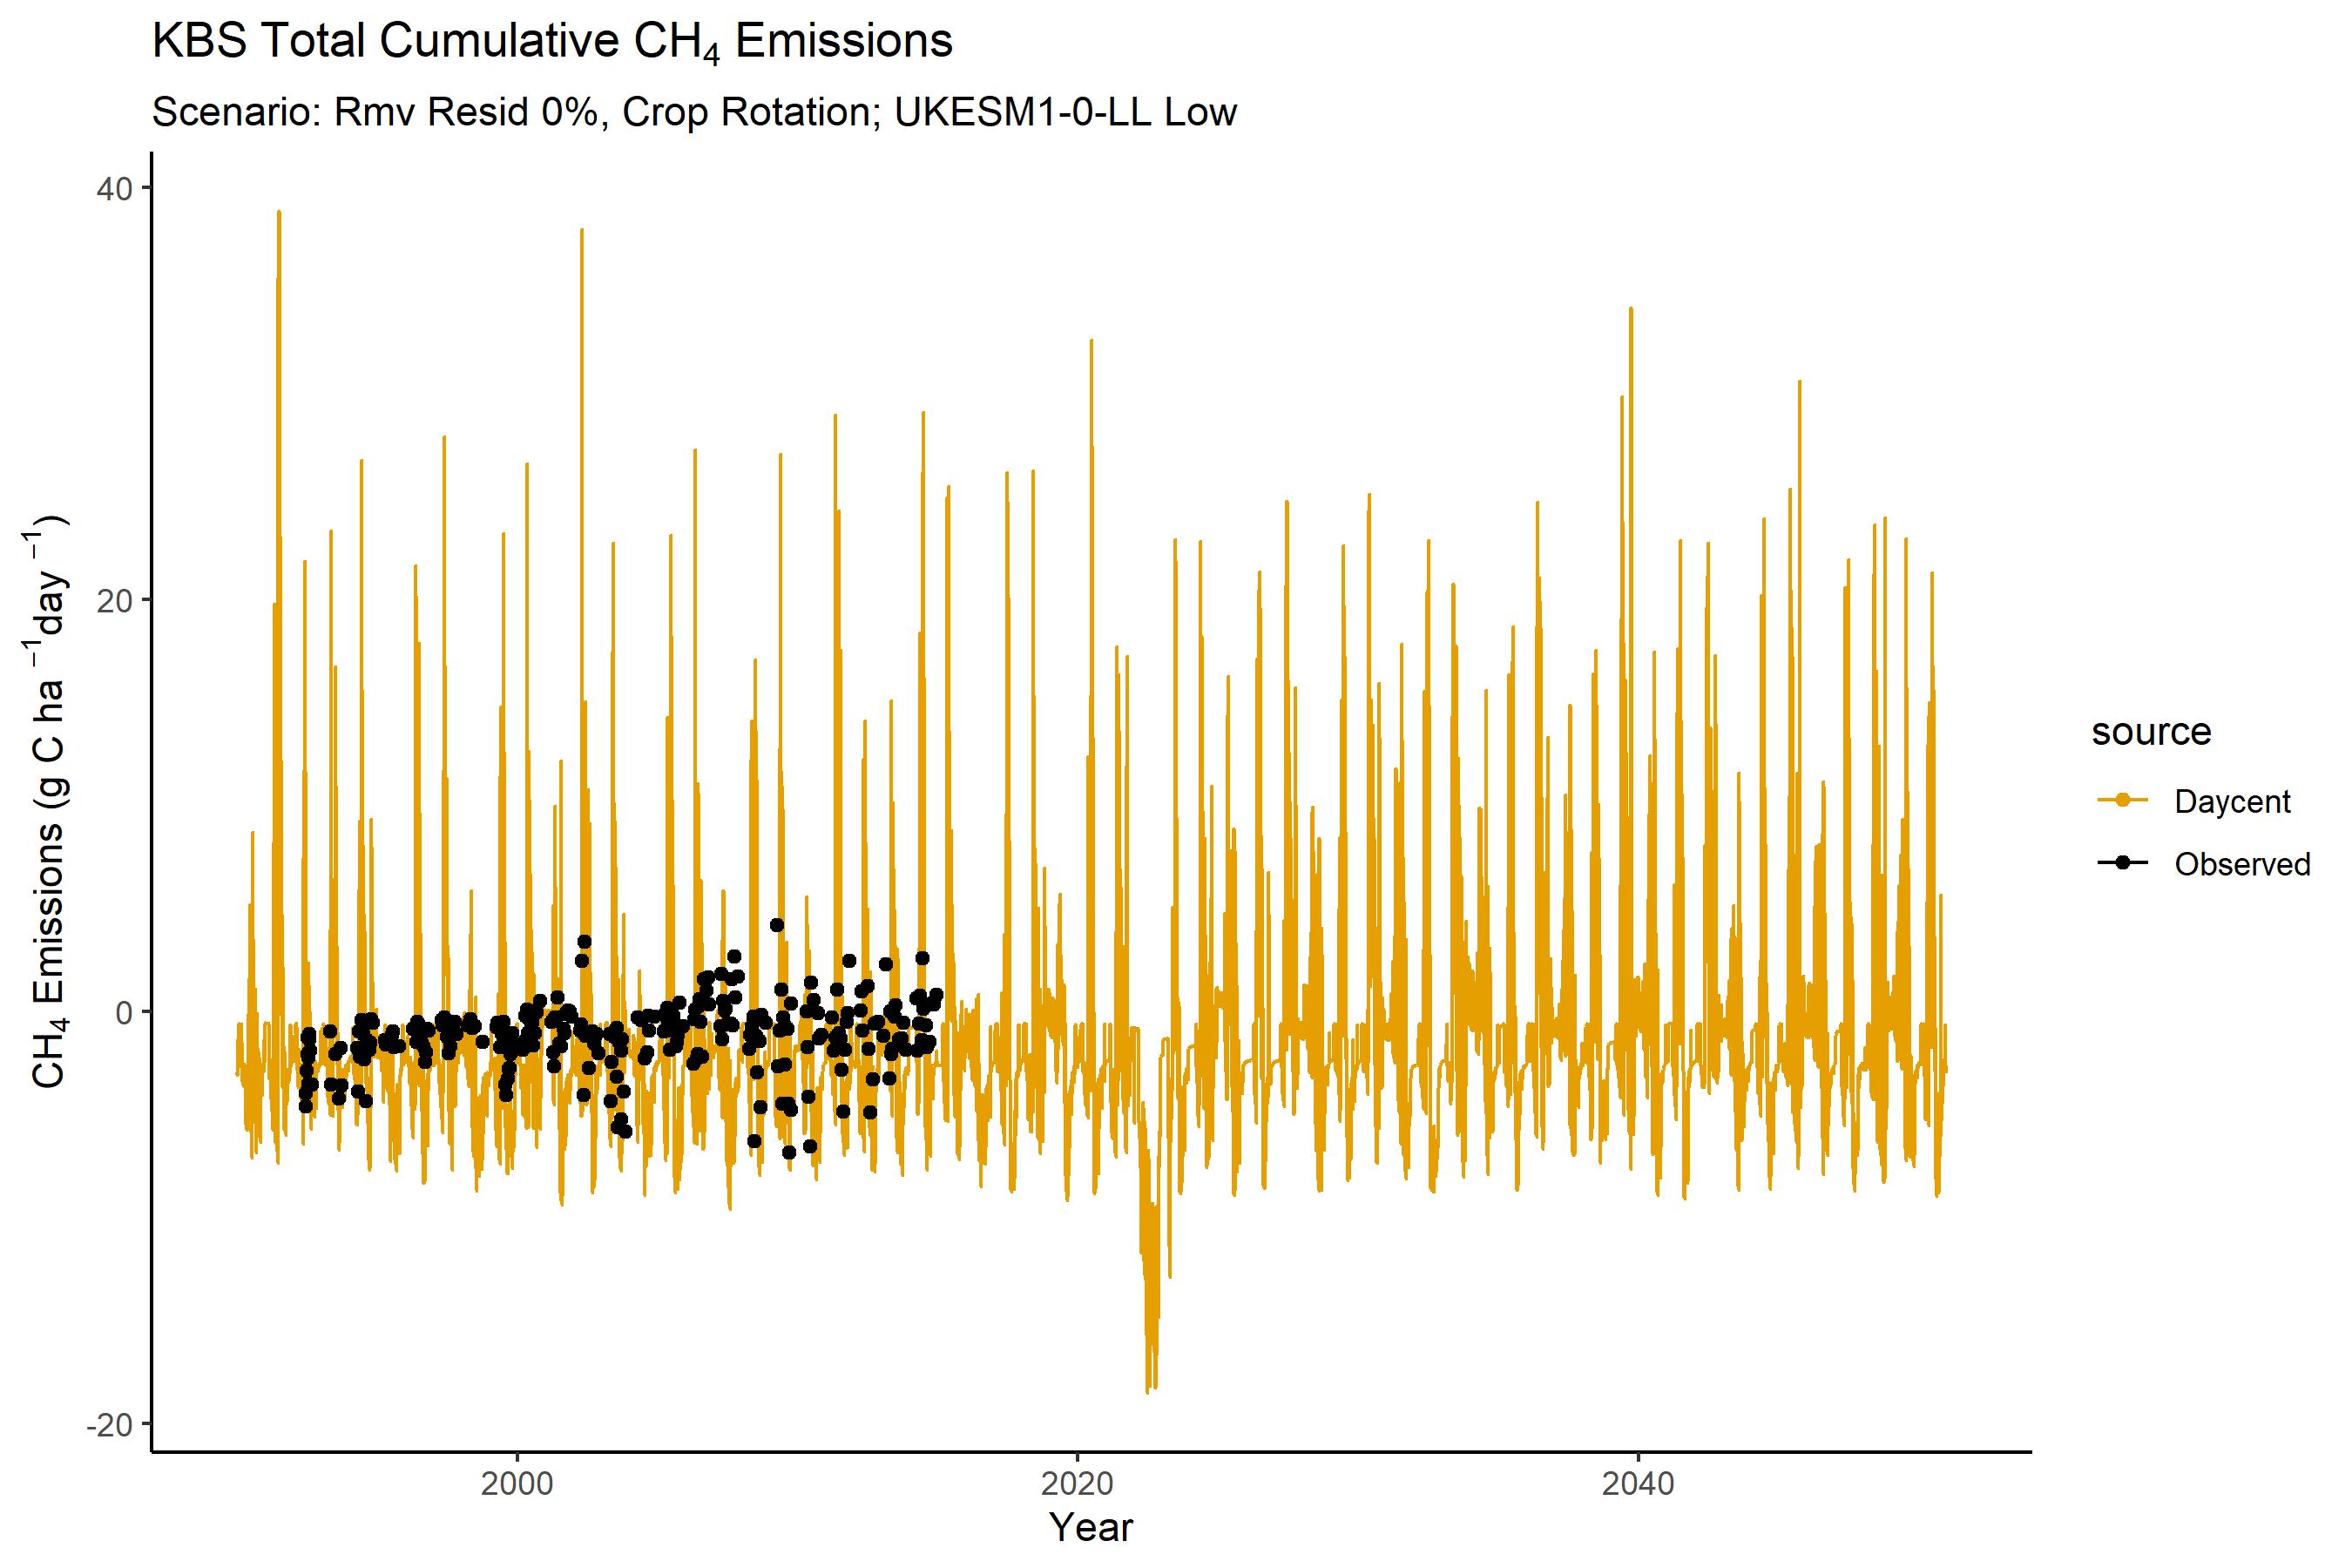 KBS Total Cumulative CH₄ Emissions
Scenario: Rmv Resid 0%, Crop Rotation; UKESM1-0-LL Low
CH₄ Emissions (g C ha ⁻¹day ⁻¹)
40
20
0
-20
2000
2020
2040
Year
source
Daycent
Observed